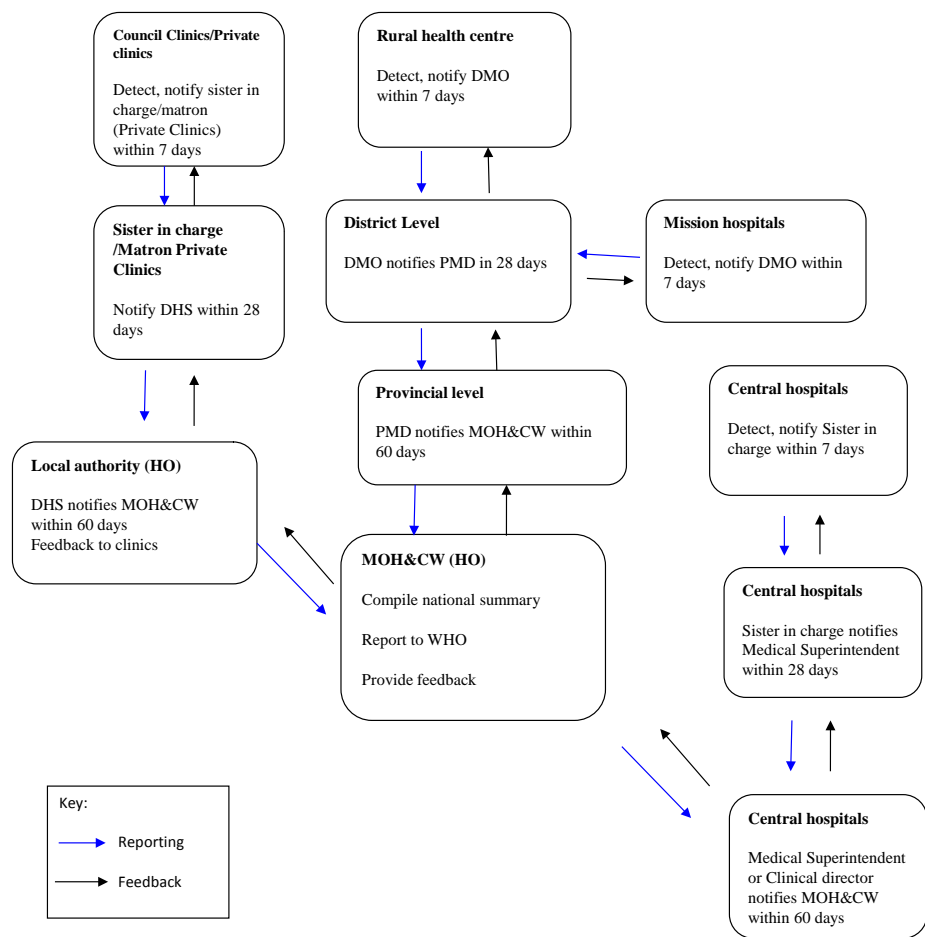 Council Clinics/Private
clinics
Detect, notify sister in
charge/matron
(Private Clinics)
within 7 days
Rural health centre
Detect, notify DMO
within 7 days
Sister in charge
/Matron Private
Clinics
Notify DHS within 28
days
District Level
DMO notifies PMD in 28 days
Mission hospitals
Detect, notify DMO within
7 days
Provincial level
PMD notifies MOH&CW within
60 days
Central hospitals
Detect, notify Sister in
charge within 7 days
Local authority (HO)
DHS notifies MOH&CW
within 60 days
Feedback to clinics
MOH&CW (HO)
Compile national summary
Report to WHO
Provide feedback
Central hospitals
Sister in charge notifies
Medical Superintendent
within 28 days
Central hospitals
Medical Superintendent
or Clinical director
notifies MOH&CW
within 60 days
Key:
Reporting
Feedback